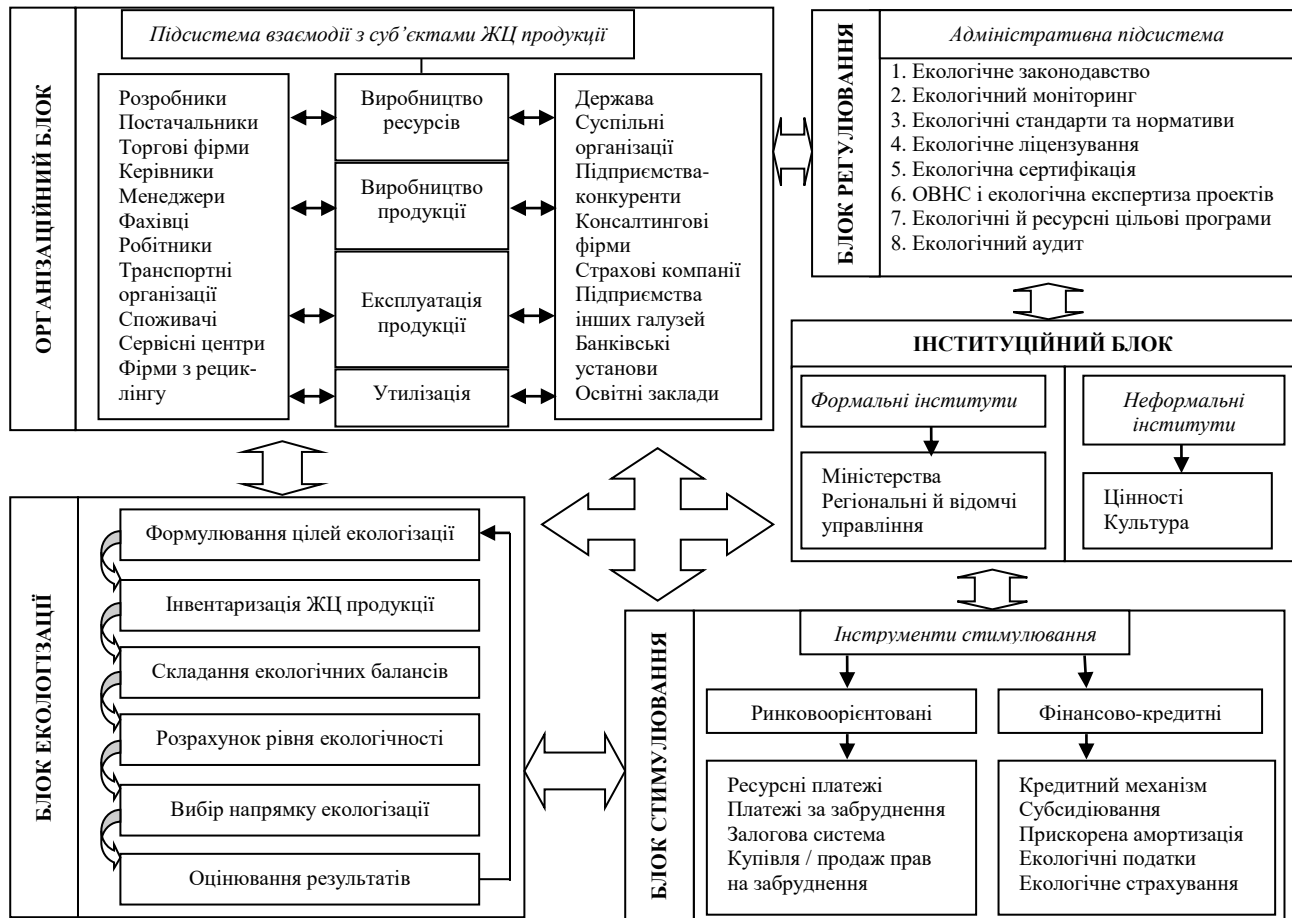 ОРГАНІЗАЦІЙНИЙ БЛОК
Підсистема взаємодії з суб’єктами ЖЦ продукції
Розробники
Постачальники
Торгові фірми
Керівники
Менеджери
Фахівці
Робітники
Транспортні
організації
Споживачі
Сервісні центри
Фірми з рецик-
лінгу
Виробництво
ресурсів
Виробництво
продукції
Експлуатація
продукції
Утилізація
Держава
Суспільні
організації
Підприємства-
конкуренти
Консалтингові
фірми
Страхові компанії
Підприємства
інших галузей
Банківські
установи
Освітні заклади
БЛОК РЕГУЛЮВАННЯ
Адміністративна підсистема
1. Екологічне законодавство
2. Екологічний моніторинг
3. Екологічні стандарти та нормативи
4. Екологічне ліцензування
5. Екологічна сертифікація
6. ОВНС і екологічна експертиза проектів
7. Екологічні й ресурсні цільові програми
8. Екологічний аудит
ІНСТИТУЦІЙНИЙ БЛОК
Формальні інститути
Міністерства
Регіональні й відомчі
управління
Неформальні
інститути
Цінності
Культура
БЛОК ЕКОЛОГІЗАЦІЇ
Формулювання цілей екологізації
Інвентаризація ЖЦ продукції
Складання екологічних балансів
Розрахунок рівня екологічності
Вибір напрямку екологізації
Оцінювання результатів
БЛОК СТИМУЛЮВАННЯ
Інструменти стимулювання
Ринковоорієнтовані
Ресурсні платежі
Платежі за забруднення
Залогова система
Купівля / продаж прав
на забруднення
Фінансово-кредитні
Кредитний механізм
Субсидіювання
Прискорена амортизація
Екологічні податки
Екологічне страхування